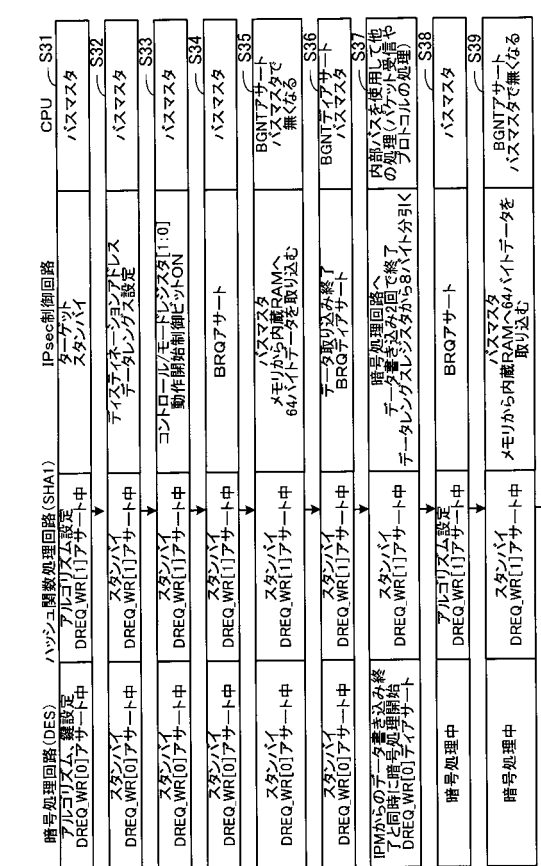 暗号処理回路(DES)
ハッシュ関数処理回路(SHA1)
IPsec制御回路
CPU
S31
アルゴリズム、鍵設定
DREQ_WR[0]アサート中
アルゴリズム設定
DREQ_WR[1]アサート中
ターゲット
スタンバイ
バスマスタ
S32
スタンバイ
DREQ_WR[0]アサート中
スタンバイ
DREQ_WR[1]アサート中
ディスティネーションアドレス
データレングス設定
バスマスタ
S33
スタンバイ
DREQ_WR[0]アサート中
スタンバイ
DREQ_WR[1]アサート中
コントロール/モードレジスタ[1:0]
動作開始制御ビットON
バスマスタ
S34
スタンバイ
DREQ_WR[0]アサート中
スタンバイ
DREQ_WR[1]アサート中
BRQアサート
バスマスタ
S35
スタンバイ
DREQ_WR[0]アサート中
スタンバイ
DREQ_WR[1]アサート中
バスマスタ
メモリから内蔵RAMへ
64バイトデータを取り込む
BGNTアサート
バスマスタで
無くなる
S36
スタンバイ
DREQ_WR[0]アサート中
スタンバイ
DREQ_WR[1]アサート中
データ取り込み終了
BRQディアサート
BGNTディアサート
バスマスタ
S37
IPMからのデータ書き込み終
了と同時に暗号処理開始
DREQ_WR[0]ディアサート
スタンバイ
DREQ_WR[1]アサート中
暗号処理回路へ
データ書き込み2回で終了
データレングスレジスタから8バイト分引く
内部バスを使用して他
の処理(パケット受信や
プロトコルの処理)
S38
暗号処理中
アルゴリズム設定
DREQ_WR[1]アサート中
BRQアサート
バスマスタ
S39
暗号処理中
スタンバイ
DREQ_WR[1]アサート中
バスマスタ
メモリから内蔵RAMへ64バイトデータを
取り込む
BGNTアサート
バスマスタで無くなる